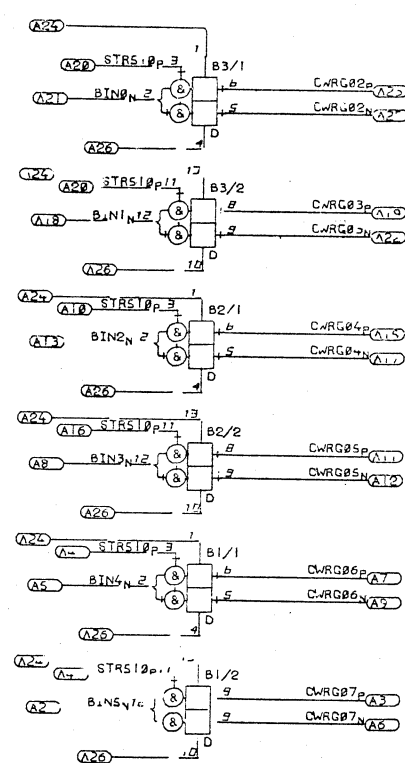 A24
1
B3/1
A20 STRS10P 3
6 CWRG02P
A21 BIN0N 2
5 CWRG02N
D
A26 4
A24 13
B3/2
A20 STRS10P 11
8 CWRG03P A19
A18 BIN1N 12
9 CWRG03N A22
D
A26 10
A24 1
B2/1
A10 STRS10P 3
6 CWRG04P A15
A13 BIN2N 2
5 CWRG04N A17
D
A26 4
A24 13
B2/2
A16 STRS10P 11
8 CWRG05P A11
A8 BIN3N 12
9 CWRG05N A12
D
A26 10
A24 1
B1/1
A4 STRS10P 3
6 CWRG06P A7
A5 BIN4N 2
5 CWRG06N A9
D
A26 4
B1/2
A4 STRS10P
9 CWRG07P A3
A2 BIN5N
9 CWRG07N A6
D
A26 10